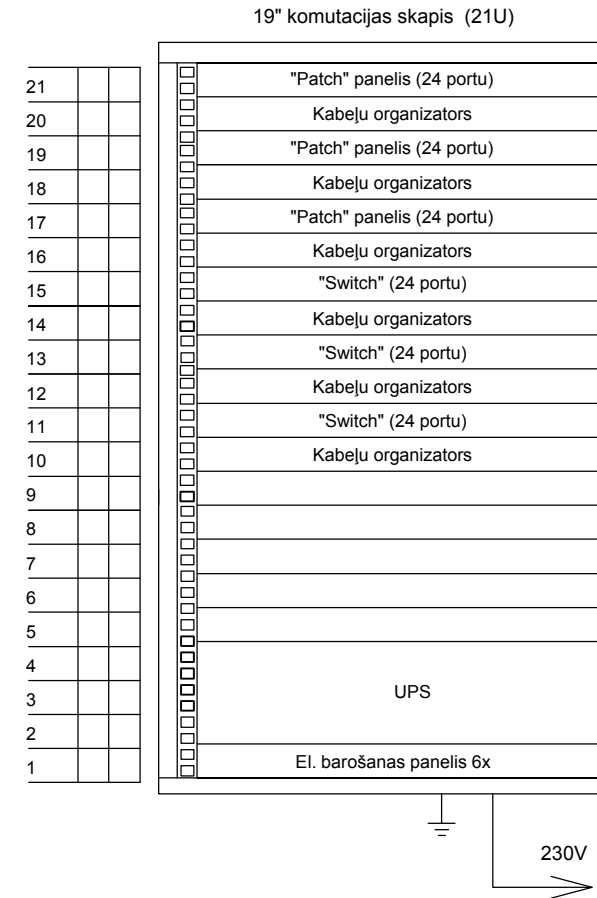 19" komutacijas skapis (21U)
21 "Patch" panelis (24 portu)
20 Kabeļu organizators
19 "Patch" panelis (24 portu)
18 Kabeļu organizators
17 "Patch" panelis (24 portu)
16 Kabeļu organizators
15 "Switch" (24 portu)
14 Kabeļu organizators
13 "Switch" (24 portu)
12 Kabeļu organizators
11 "Switch" (24 portu)
10 Kabeļu organizators
9
8
7
6
5
4
3 UPS
2
1 El. barošanas panelis 6x
230V